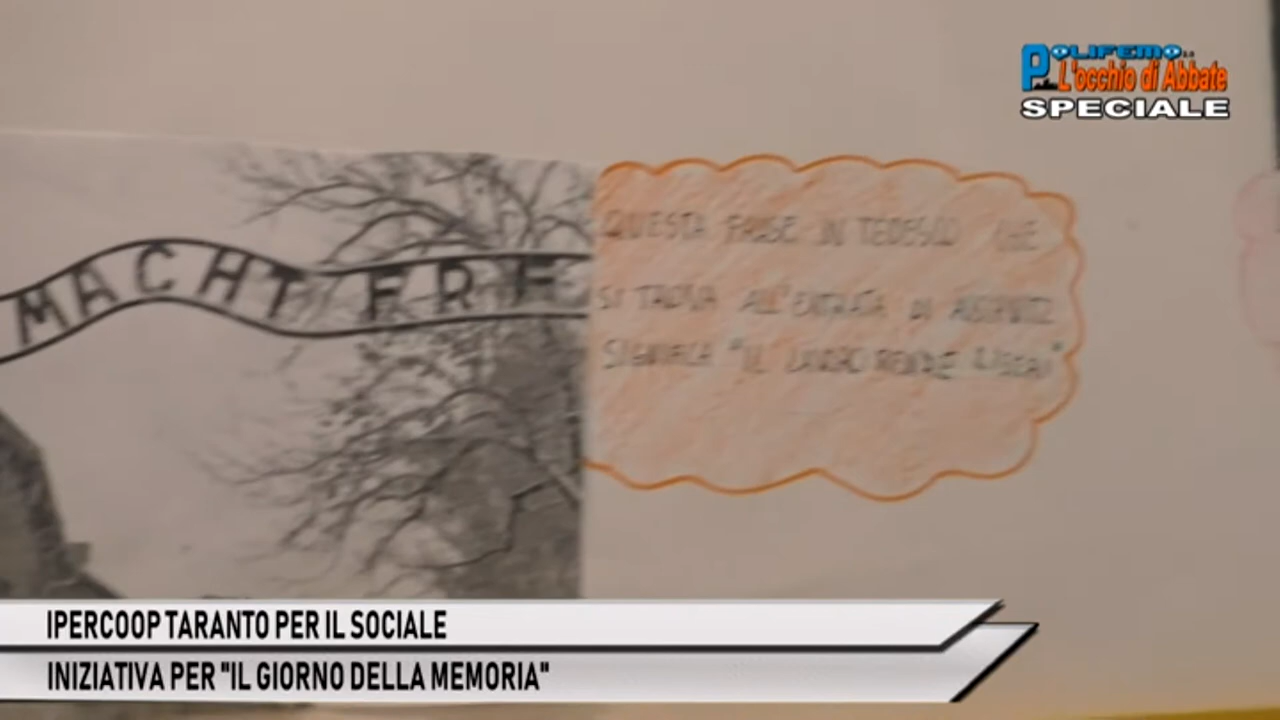 POLIFEMO
L'occhio di Abbate
SPECIALE
MACHT FRE
QUESTA FRASE IN TEDESCO CHE
SI TROVA ALL'ENTRATA DI
SIGNIFICA "IL LAVORO RENDE LIBERI"
IPERCOOP TARANTO PER IL SOCIALE
INIZIATIVA PER "IL GIORNO DELLA MEMORIA"